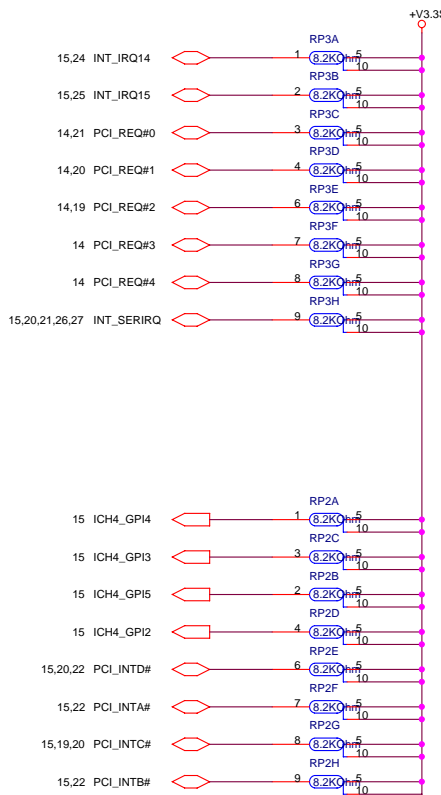 +V3.3S
RP3A
15,24 INT_IRQ14 1 8.2KOhm 5
10
RP3B
15,25 INT_IRQ15 2 8.2KOhm 5
10
RP3C
14,21 PCI_REQ#0 3 8.2KOhm 5
10
RP3D
14,20 PCI_REQ#1 4 8.2KOhm 5
10
RP3E
14,19 PCI_REQ#2 6 8.2KOhm 5
10
RP3F
14 PCI_REQ#3 7 8.2KOhm 5
10
RP3G
14 PCI_REQ#4 8 8.2KOhm 5
10
RP3H
15,20,21,26,27 INT_SERIRQ 9 8.2KOhm 5
10
RP2A
15 ICH4_GPI4 1 8.2KOhm 5
10
RP2C
15 ICH4_GPI3 3 8.2KOhm 5
10
RP2B
15 ICH4_GPI5 2 8.2KOhm 5
10
RP2D
15 ICH4_GPI2 4 8.2KOhm 5
10
RP2E
15,20,22 PCI_INTD# 6 8.2KOhm 5
10
RP2F
15,22 PCI_INTA# 7 8.2KOhm 5
10
RP2G
15,19,20 PCI_INTC# 8 8.2KOhm 5
10
RP2H
15,22 PCI_INTB# 9 8.2KOhm 5
10